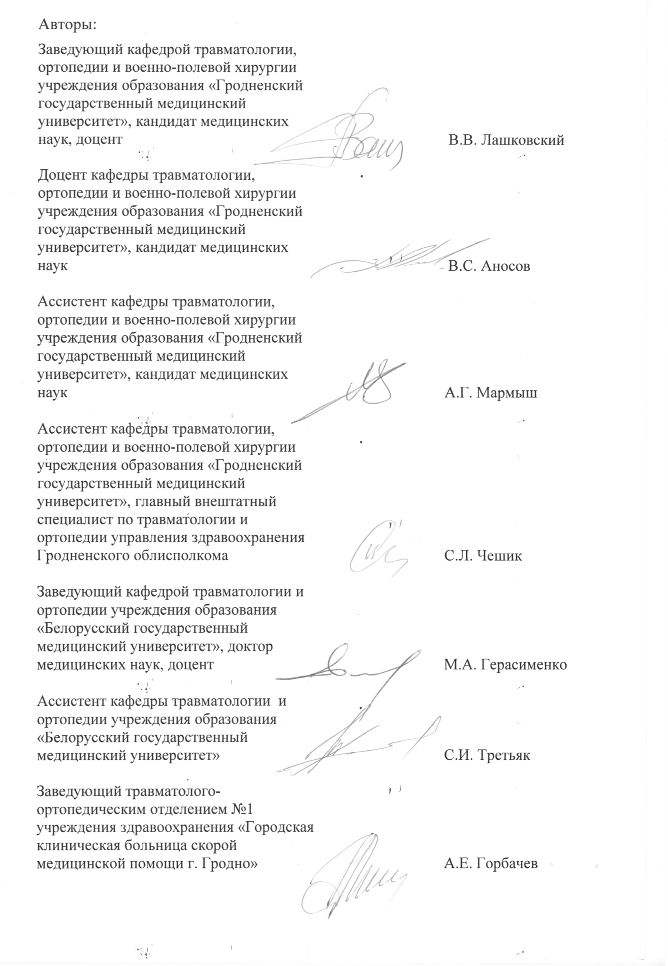 Авторы:
Заведующий кафедрой травматологии,
ортопедии и военно-полевой хирургии
учреждения образования «Гродненский
государственный медицинский
университет», кандидат медицинских
наук, доцент В.В. Лашковский
Доцент кафедры травматологии,
ортопедии и военно-полевой хирургии
учреждения образования «Гродненский
государственный медицинский
университет», кандидат медицинских
наук В.С. Аносов
Ассистент кафедры травматологии,
ортопедии и военно-полевой хирургии
учреждения образования «Гродненский
государственный медицинский
университет», кандидат медицинских
наук А.Г. Мармыш
Ассистент кафедры травматологии,
ортопедии и военно-полевой хирургии
учреждения образования «Гродненский
государственный медицинский
университет», главный внештатный
специалист по травматологии и
ортопедии управления здравоохранения
Гродненского облисполкома С.Л. Чешик
Заведующий кафедрой травматологии и
ортопедии учреждения образования
«Белорусский государственный
медицинский университет», доктор
медицинских наук, доцент М.А. Герасименко
Ассистент кафедры травматологии и
ортопедии учреждения образования
«Белорусский государственный
медицинский университет» С.И. Третьяк
Заведующий травматолого-
ортопедическим отделением №1
учреждения здравоохранения «Городская
клиническая больница скорой
медицинской помощи г. Гродно» А.Е. Горбачев